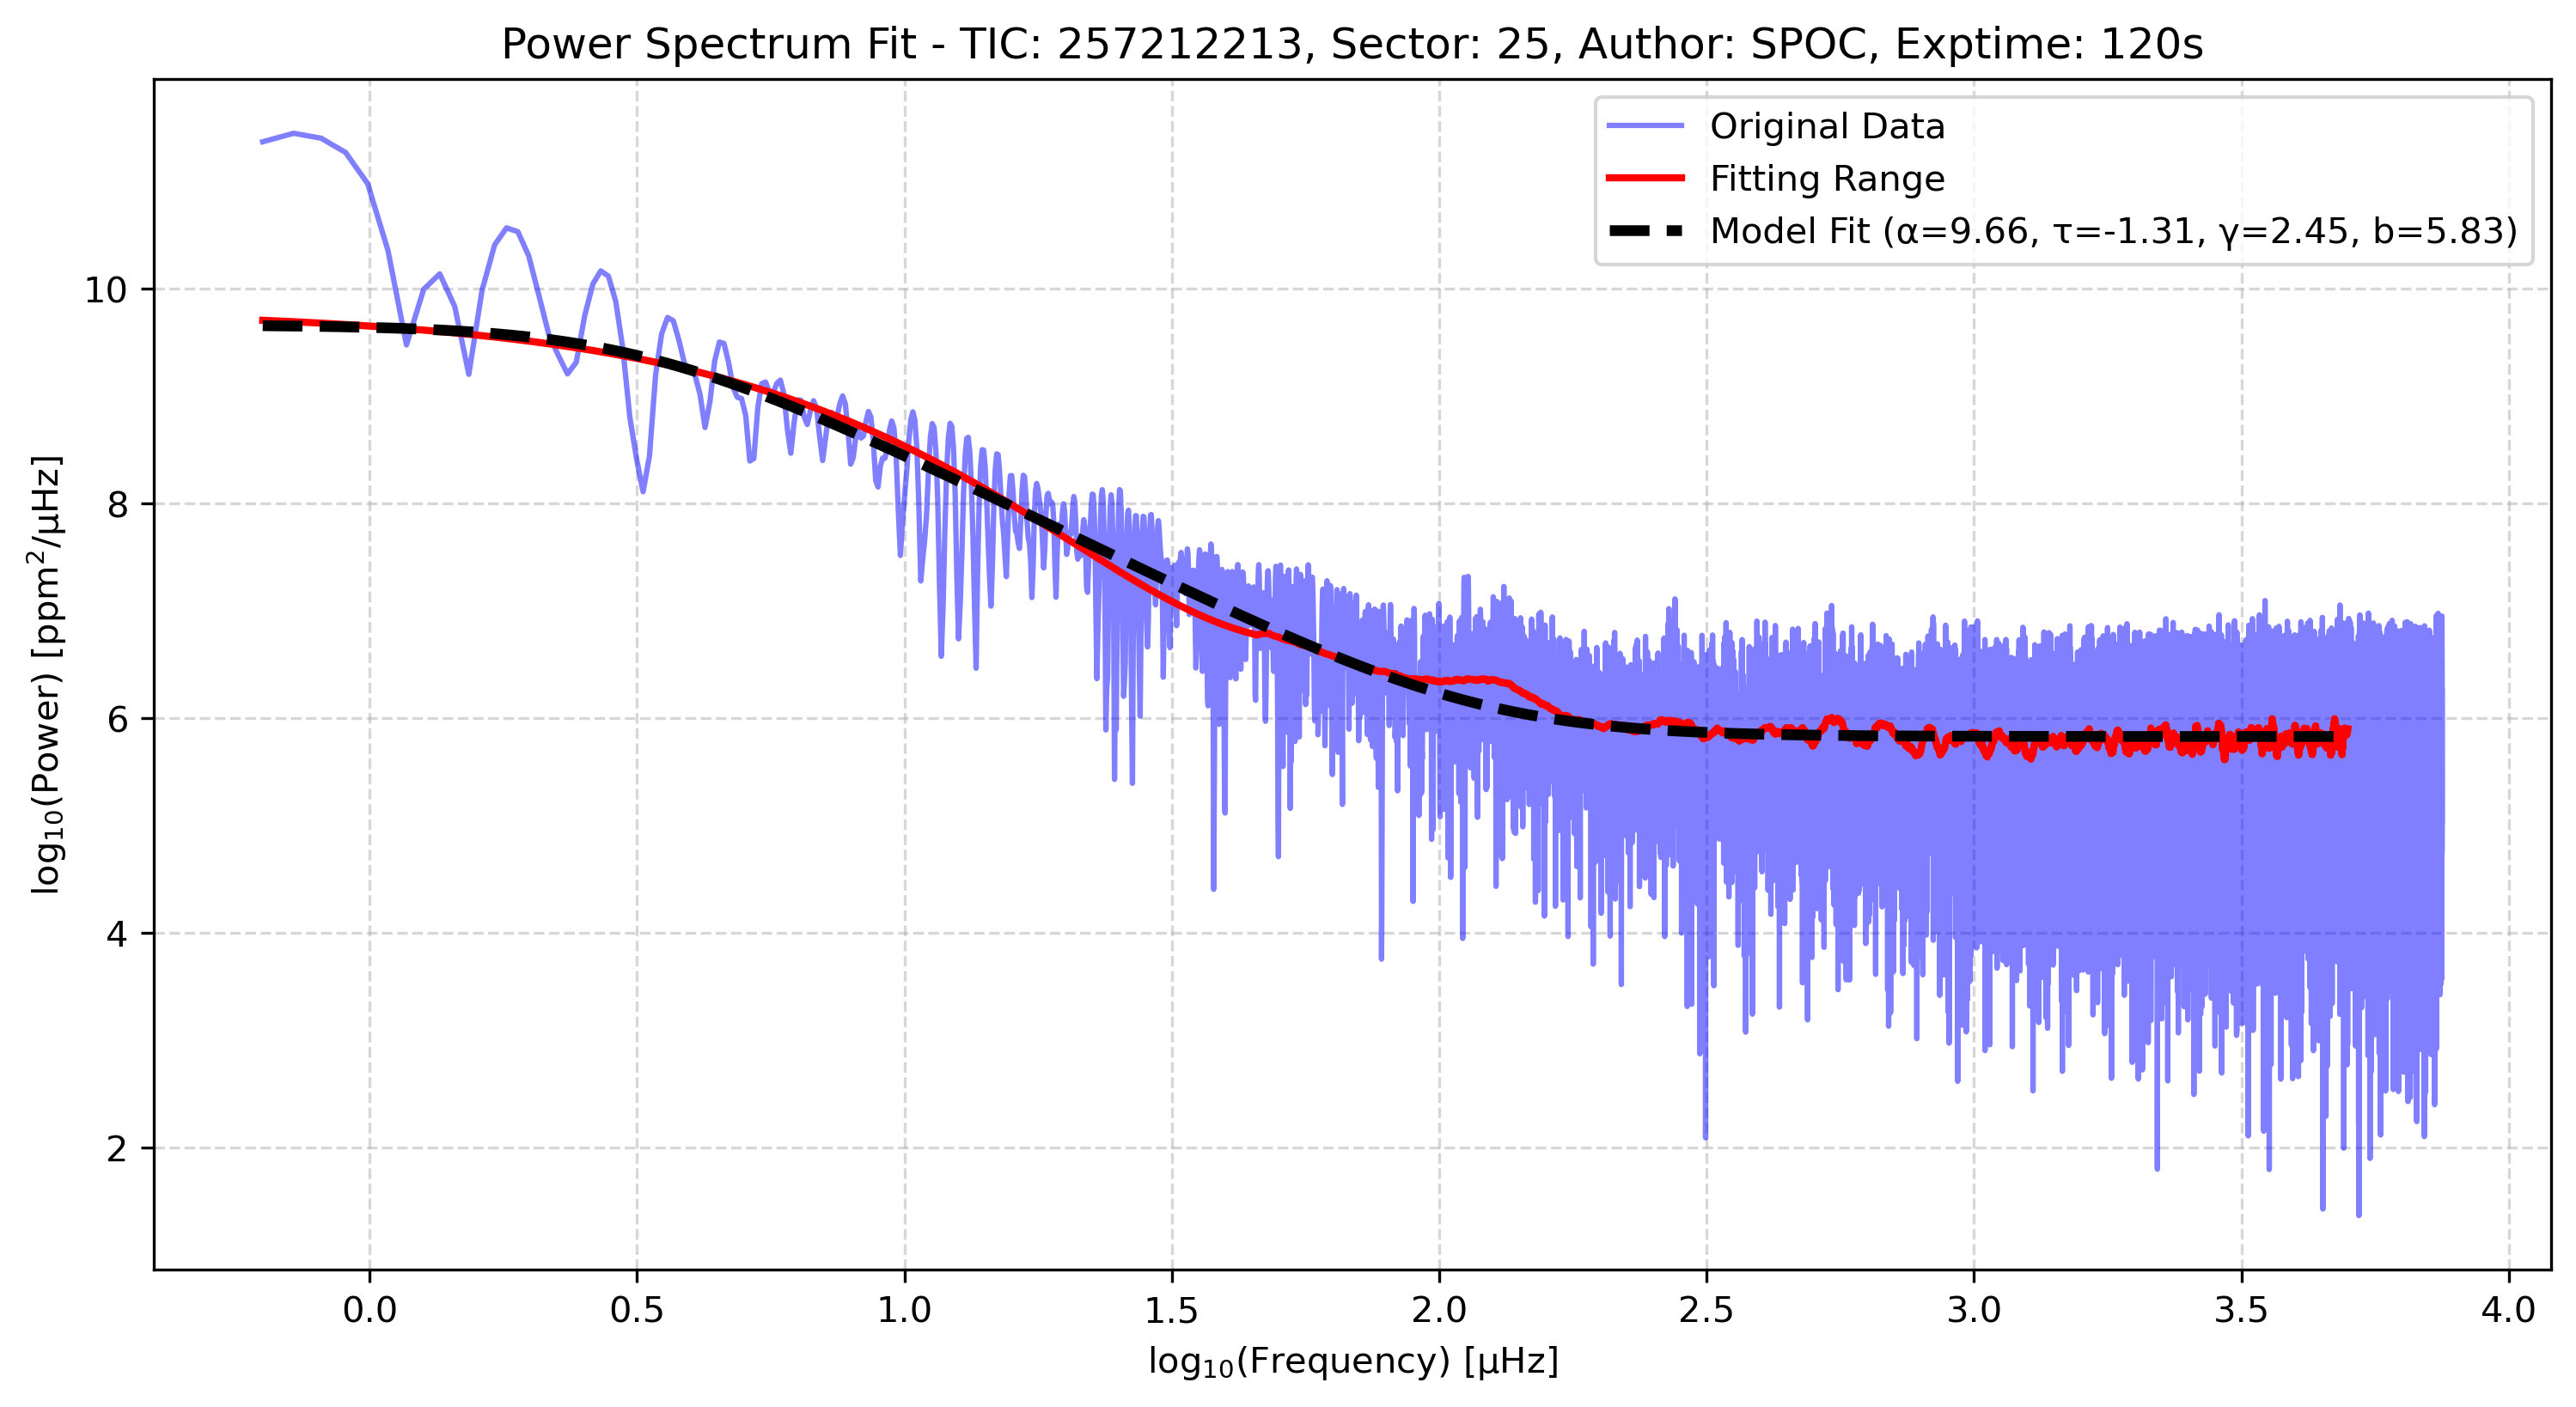 Power Spectrum Fit - TIC: 257212213, Sector: 25, Author: SPOC, Exptime: 120s
Original Data
Fitting Range
Model Fit (α=9.66, τ=-1.31, γ=2.45, b=5.83)
log₁₀(Power) [ppm²/μHz]
10
8
6
4
2
0.0 0.5 1.0 1.5 2.0 2.5 3.0 3.5 4.0
log₁₀(Frequency) [μHz]